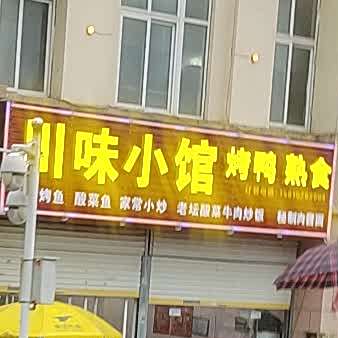 川味小馆 烤鸭 熟食
烤鱼 酸菜鱼 家常小炒 老坛酸菜牛肉炒饭